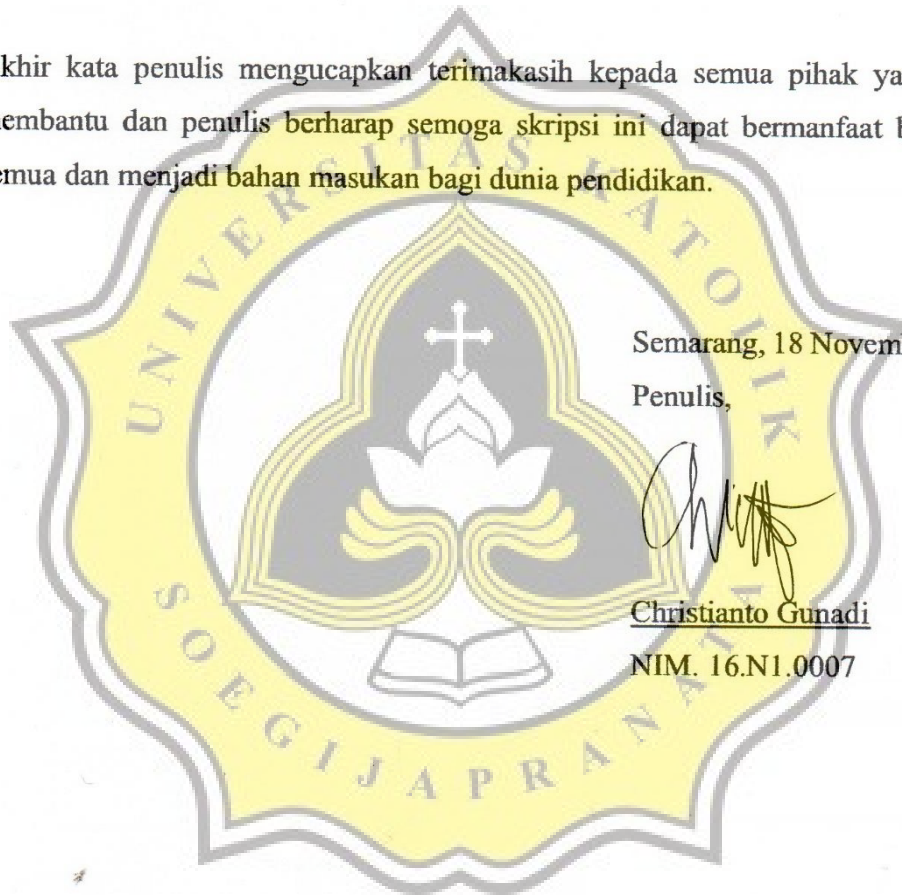 khir kata penulis mengucapkan terimakasih kepada semua pihak ya
embantu dan penulis berharap semoga skripsi ini dapat bermanfaat b
emua dan menjadi bahan masukan bagi dunia pendidikan.
UNIVERSITAS KATOLIK
SOEGIJAPRANATA
Semarang, 18 Novem
Penulis,
Christianto Gunadi
NIM. 16.N1.0007